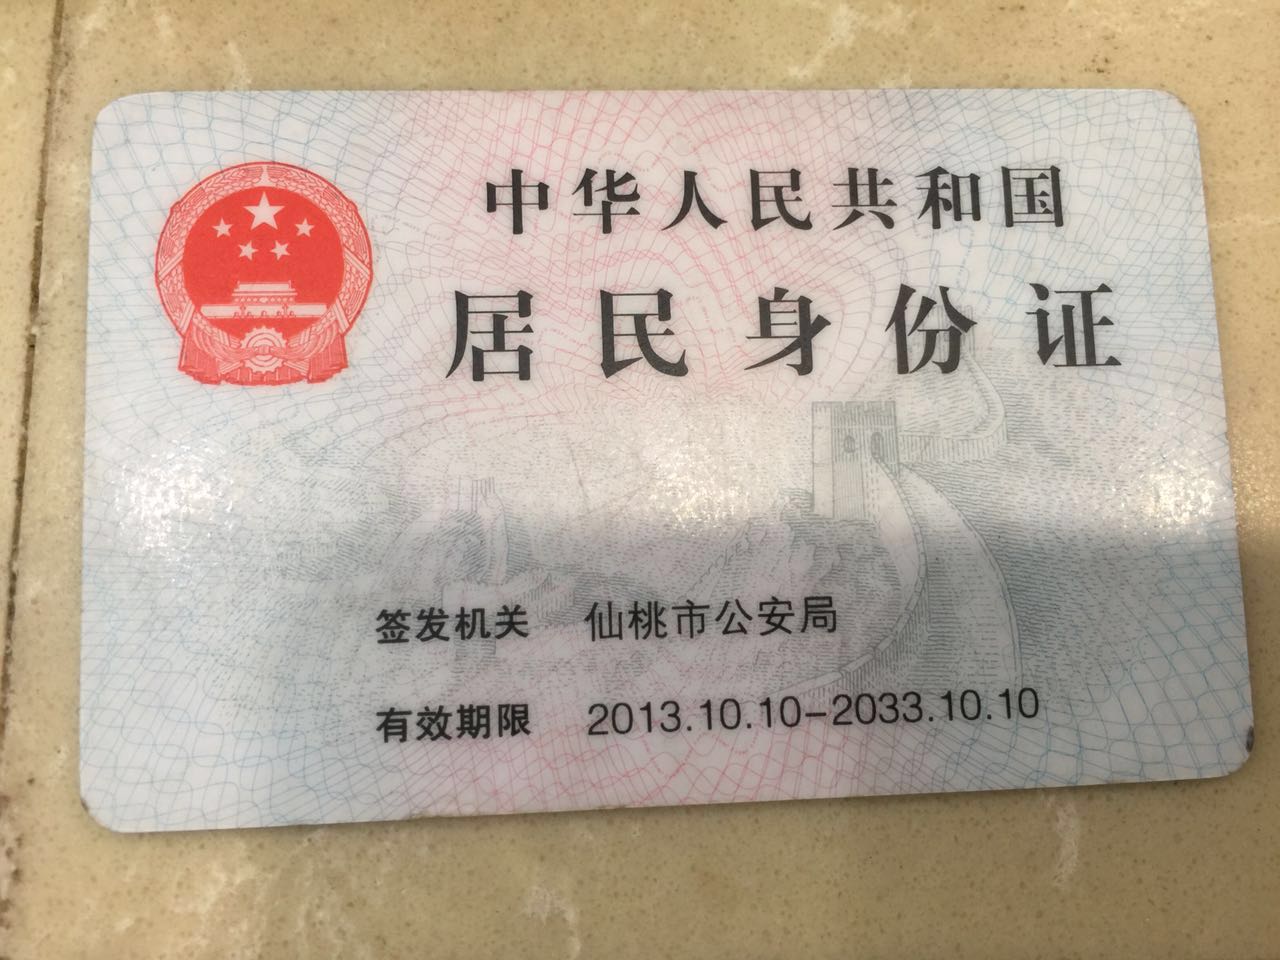 中华人民共和国
居民身份证
签发机关 仙桃市公安局
有效期限 2013.10.10-2033.10.10